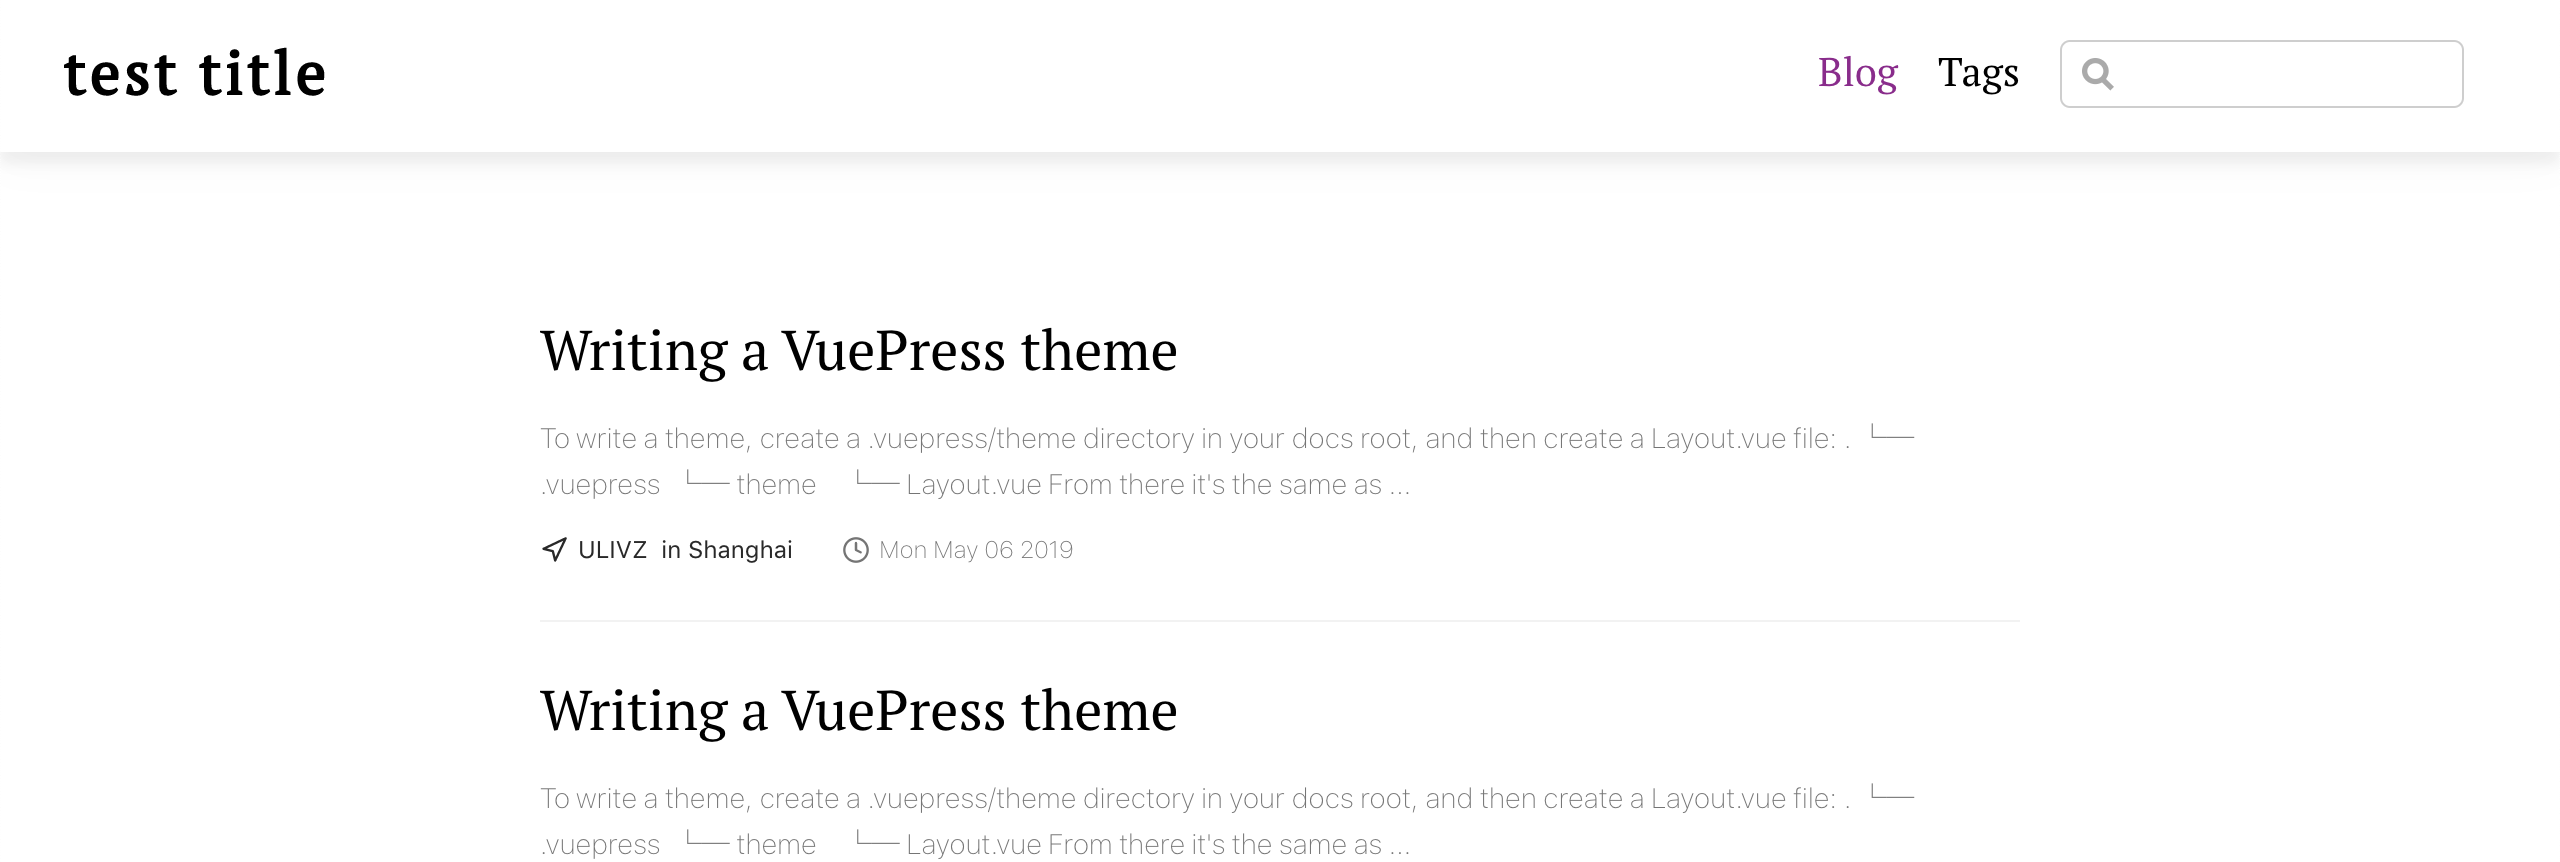 test title
Blog Tags
Writing a VuePress theme
To write a theme, create a .vuepress/theme directory in your docs root, and then create a Layout.vue file: . └──
.vuepress └── theme └── Layout.vue From there it's the same as ...
ULIVZ in Shanghai Mon May 06 2019
Writing a VuePress theme
To write a theme, create a .vuepress/theme directory in your docs root, and then create a Layout.vue file: . └──
.vuepress └── theme └── Layout.vue From there it's the same as ...